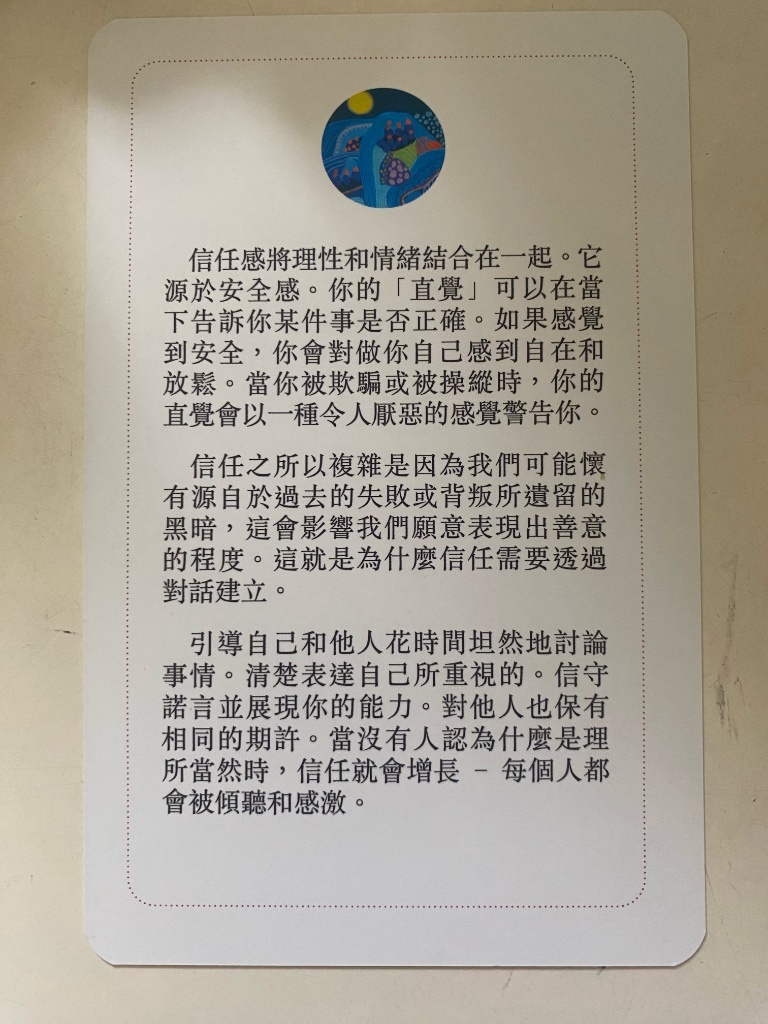 信任感將理性和情緒結合在一起。它
源於安全感。你的「直覺」可以在當
下告訴你某件事是否正確。如果感覺
到安全，你會對做你自己感到自在和
放鬆。當你被欺騙或被操縱時，你的
直覺會以一種令人厭惡的感覺警告你。
信任之所以複雜是因為我們可能懷
有源自於過去的失敗或背叛所遺留的
黑暗，這會影響我們願意表現出善意
的程度。這就是為什麼信任需要透過
對話建立。
引導自己和他人花時間坦然地討論
事情。清楚表達自己所重視的。信守
諾言並展現你的能力。對他人也保有
相同的期許。當沒有人認為什麼是理
所當然時，信任就會增長 – 每個人都
會被傾聽和感激。